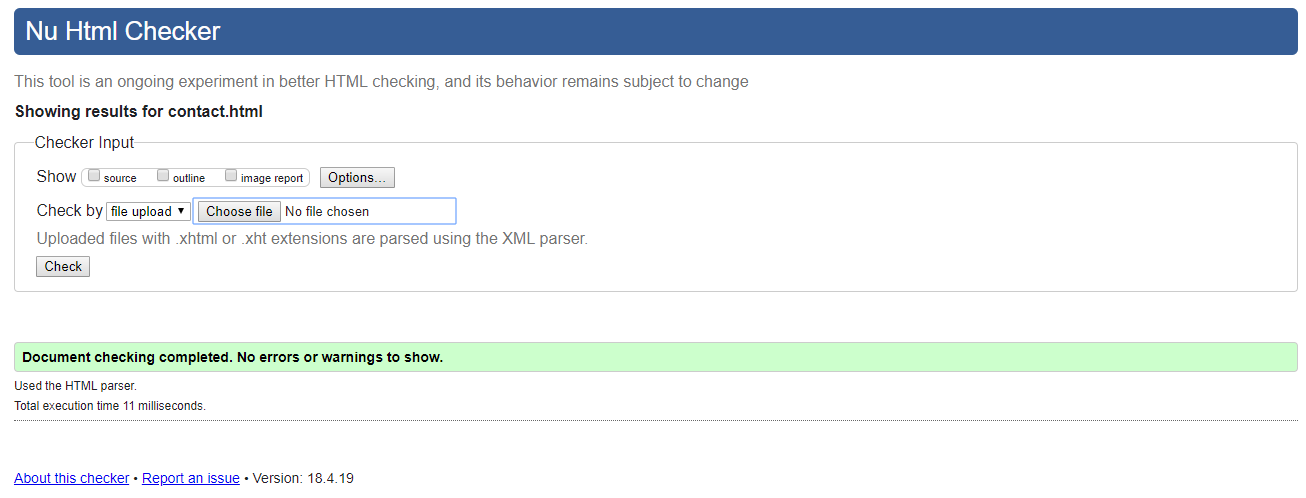 Nu Html Checker
This tool is an ongoing experiment in better HTML checking, and its behavior remains subject to change
Showing results for contact.html
Checker Input
Show source outline image report Options...
Check by file upload ▼ Choose file No file chosen
Uploaded files with .xhtml or .xht extensions are parsed using the XML parser.
Check
Document checking completed. No errors or warnings to show.
Used the HTML parser.
Total execution time 11 milliseconds.
About this checker • Report an issue • Version: 18.4.19